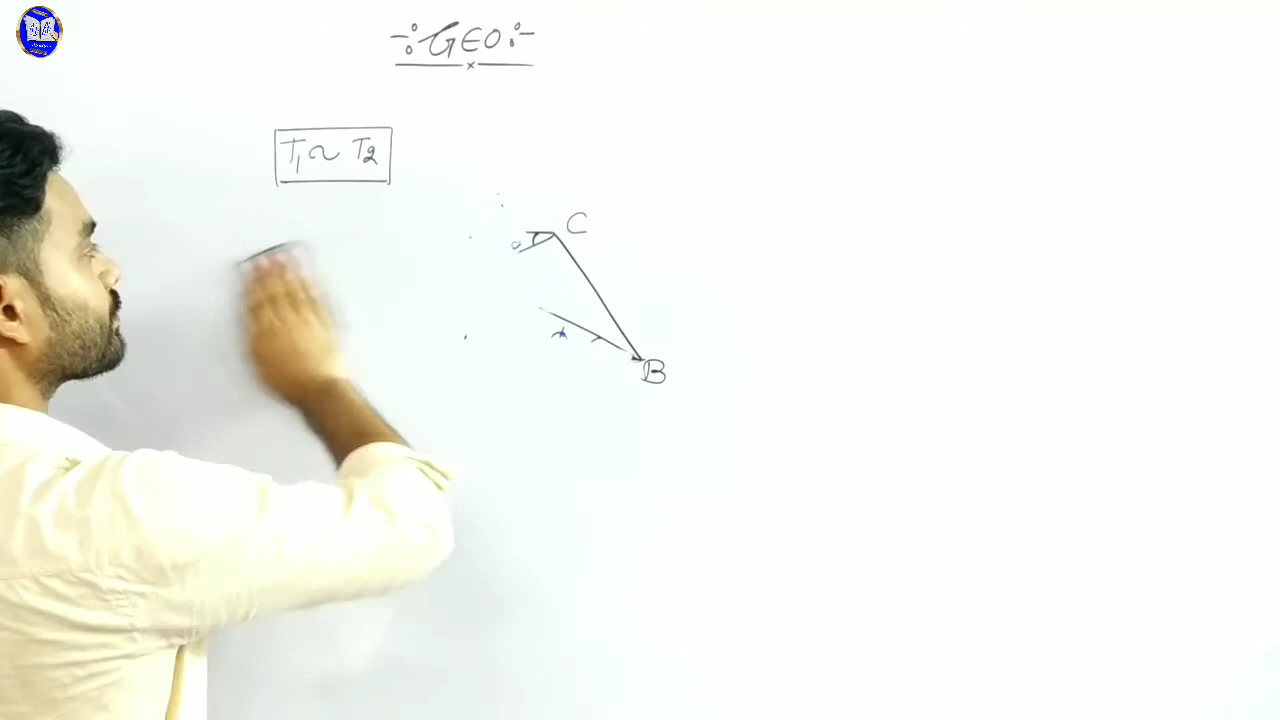 -:GEO:-
T₁ ~ T₂
C
B